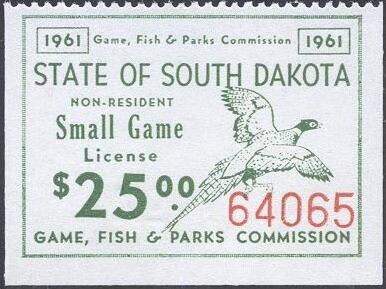 1961 Game, Fish & Parks Commission 1961
STATE OF SOUTH DAKOTA
NON-RESIDENT
Small Game
License
$25.00
64065
GAME, FISH & PARKS COMMISSION